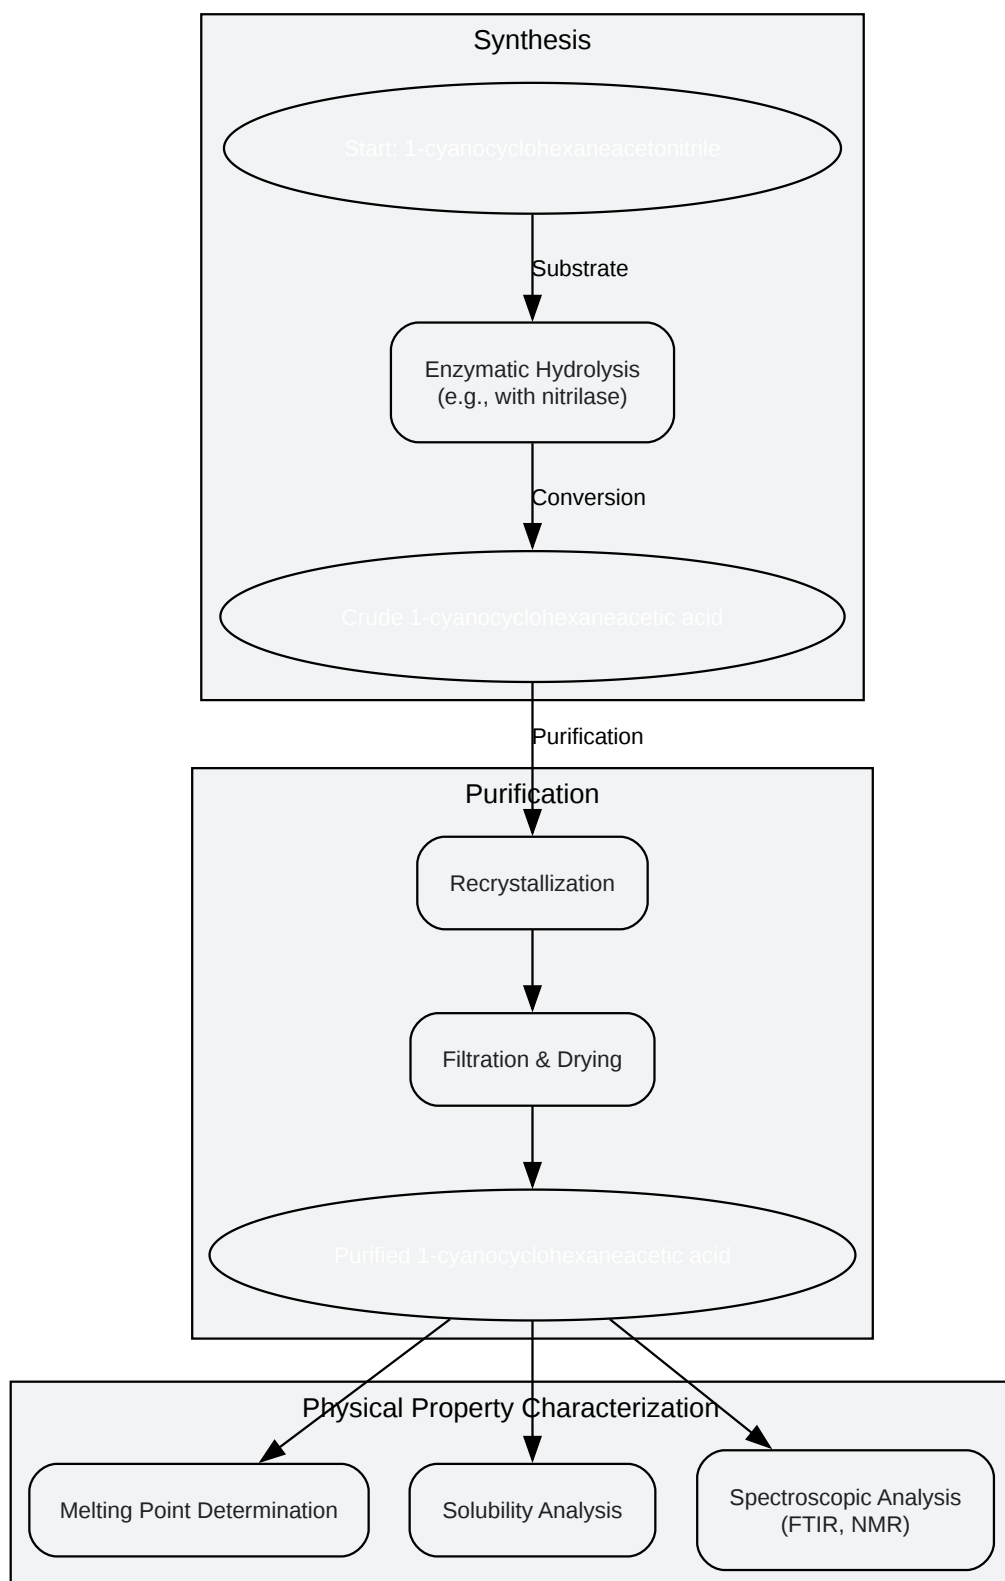 Synthesis
Start: 1-cyanocyclohexaneacetonitrile
Substrate
Enzymatic Hydrolysis
(e.g., with nitrilase)
Conversion
Crude 1-cyanocyclohexaneacetic acid
Purification
Purification
Recrystallization
Filtration & Drying
Purified 1-cyanocyclohexaneacetic acid
Physical Property Characterization
Melting Point Determination
Solubility Analysis
Spectroscopic Analysis
(FTIR, NMR)